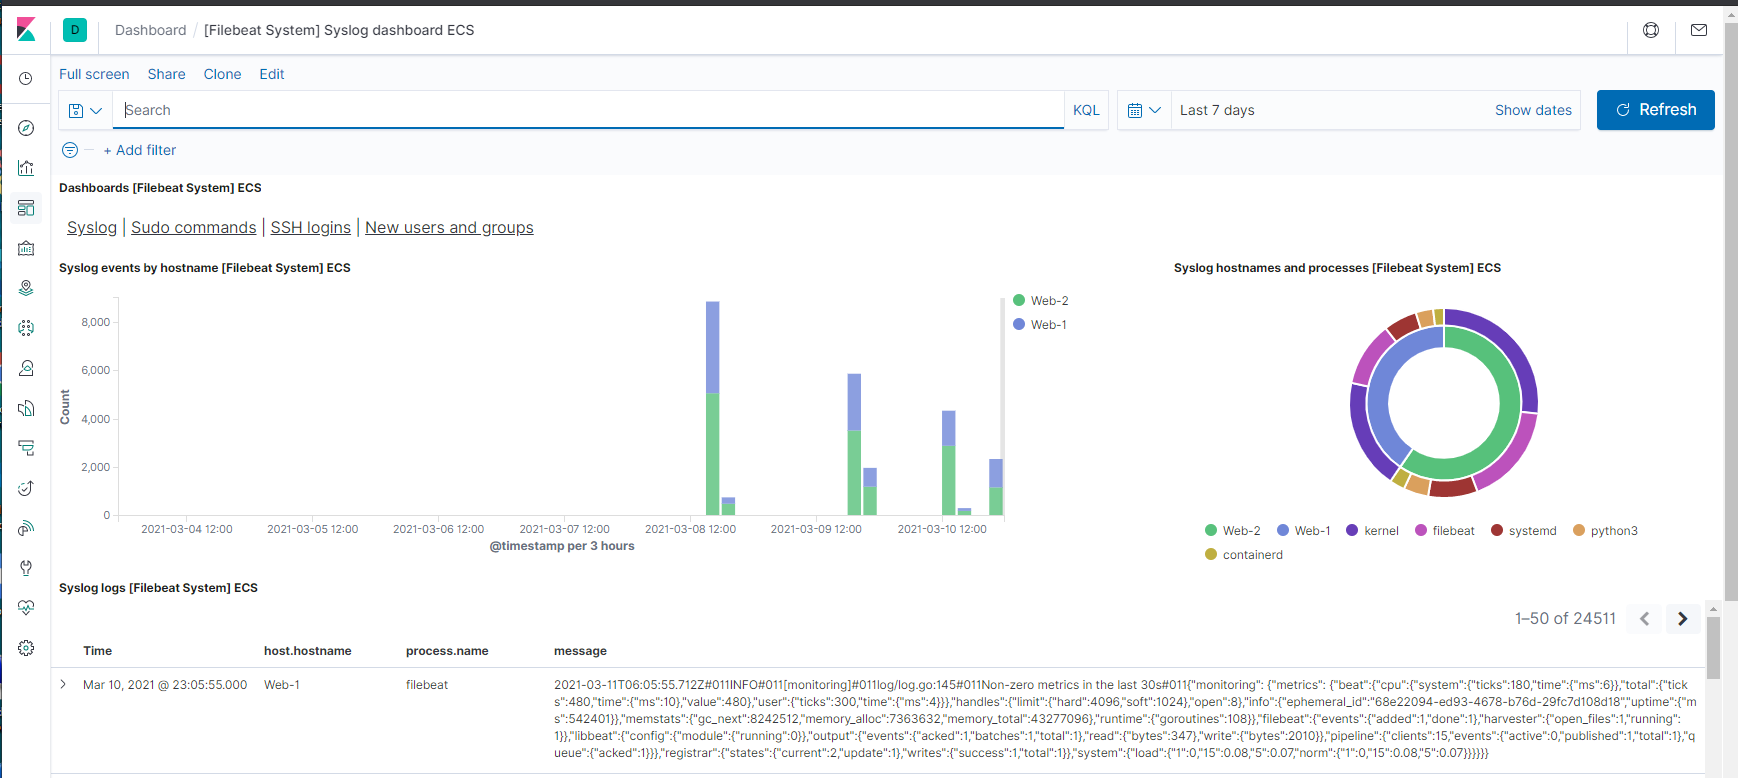 D Dashboard / [Filebeat System] Syslog dashboard ECS
Full screen Share Clone Edit
Search KQL Last 7 days Show dates Refresh
+ Add filter
Dashboards [Filebeat System] ECS
Syslog | Sudo commands | SSH logins | New users and groups
Syslog events by hostname [Filebeat System] ECS
8,000
6,000
4,000
2,000
0
Count
2021-03-04 12:00 2021-03-05 12:00 2021-03-06 12:00 2021-03-07 12:00 2021-03-08 12:00 2021-03-09 12:00 2021-03-10 12:00
@timestamp per 3 hours
Web-2
Web-1
Syslog hostnames and processes [Filebeat System] ECS
Web-2 Web-1 kernel filebeat systemd python3
containerd
Syslog logs [Filebeat System] ECS
1–50 of 24511
Time host.hostname process.name message
Mar 10, 2021 @ 23:05:55.000 Web-1 filebeat 2021-03-11T06:05:55.712Z#011INFO#011[monitoring]#011log/log.go:145#011Non-zero metrics in the last 30s#011{"monitoring": {"metrics": {"beat":{"cpu":{"system":{"ticks":180,"time":{"ms":6}},"total":{"tick
s":480,"time":{"ms":10},"value":480},"user":{"ticks":300,"time":{"ms":4}}},"handles":{"limit":{"hard":4096,"soft":1024},"open":8},"info":{"ephemeral_id":"68e22094-ed93-4678-b76d-29fc7d108d18","uptime":{"m
s":542401}},"memstats":{"gc_next":8242512,"memory_alloc":7363632,"memory_total":43277096},"runtime":{"goroutines":108}},"filebeat":{"events":{"added":1,"done":1},"harvester":{"open_files":1,"running":
1}},"libbeat":{"config":{"module":{"running":0}},"output":{"events":{"acked":1,"batches":1,"total":1},"read":{"bytes":347},"write":{"bytes":2010}},"pipeline":{"clients":15,"events":{"active":0,"published":1,"total":1},"q
ueue":{"acked":1}}},"registrar":{"states":{"current":2,"update":1},"writes":{"success":1,"total":1}},"system":{"load":{"1":0,"15":0.08,"5":0.07,"norm":{"1":0,"15":0.08,"5":0.07}}}}}}